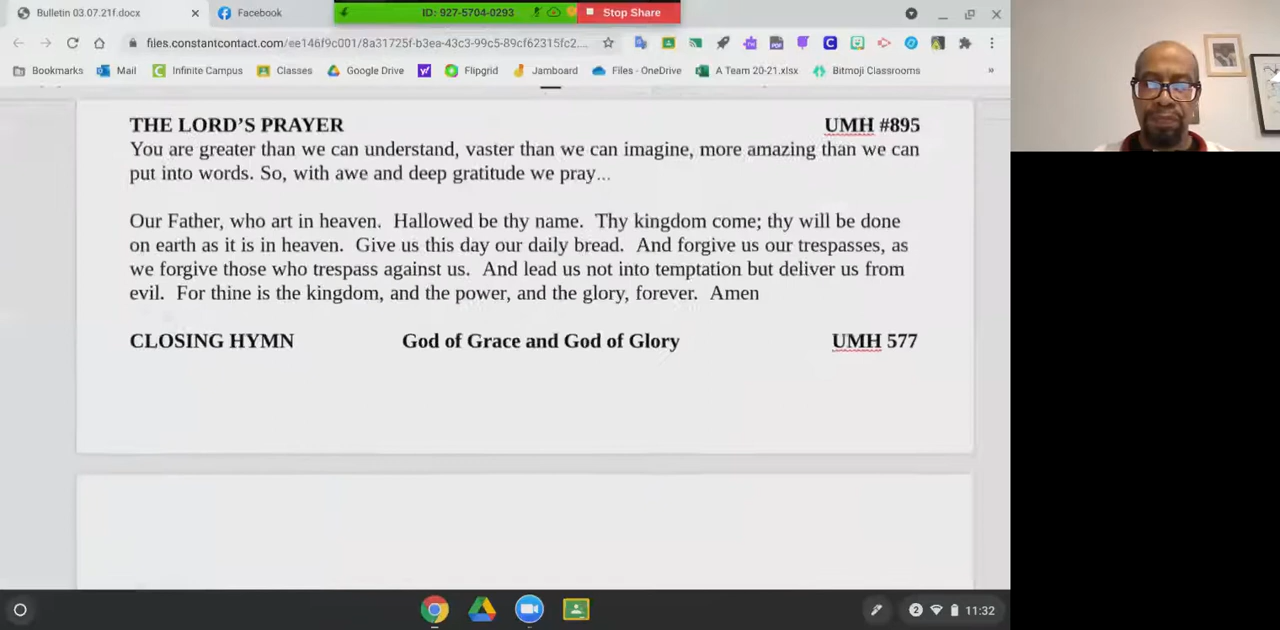 Bulletin 03.07.21f.docx
Facebook
ID: 927-5704-0293
Stop Share
files.constantcontact.com/ee146f9c001/8a31725f-b3ea-43c3-99c5-89cf62315fc2...
Bookmarks Mail Infinite Campus Classes Google Drive Flipgrid Jamboard Files - OneDrive A Team 20-21.xlsx Bitmoji Classrooms »
THE LORD'S PRAYER UMH #895
You are greater than we can understand, vaster than we can imagine, more amazing than we can
put into words. So, with awe and deep gratitude we pray...
Our Father, who art in heaven. Hallowed be thy name. Thy kingdom come; thy will be done
on earth as it is in heaven. Give us this day our daily bread. And forgive us our trespasses, as
we forgive those who trespass against us. And lead us not into temptation but deliver us from
evil. For thine is the kingdom, and the power, and the glory, forever. Amen
CLOSING HYMN God of Grace and God of Glory UMH 577
2 11:32